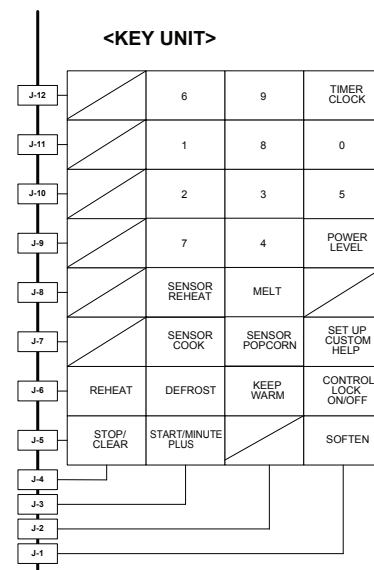 <KEY UNIT>
J-12
6
9
TIMER
CLOCK
J-11
1
8
0
J-10
2
3
5
J-9
7
4
POWER
LEVEL
J-8
SENSOR
REHEAT
MELT
J-7
SENSOR
COOK
SENSOR
POPCORN
SET UP
CUSTOM
HELP
J-6
REHEAT
DEFROST
KEEP
WARM
CONTROL
LOCK
ON/OFF
J-5
STOP/
CLEAR
START/MINUTE
PLUS
SOFTEN
J-4
J-3
J-2
J-1